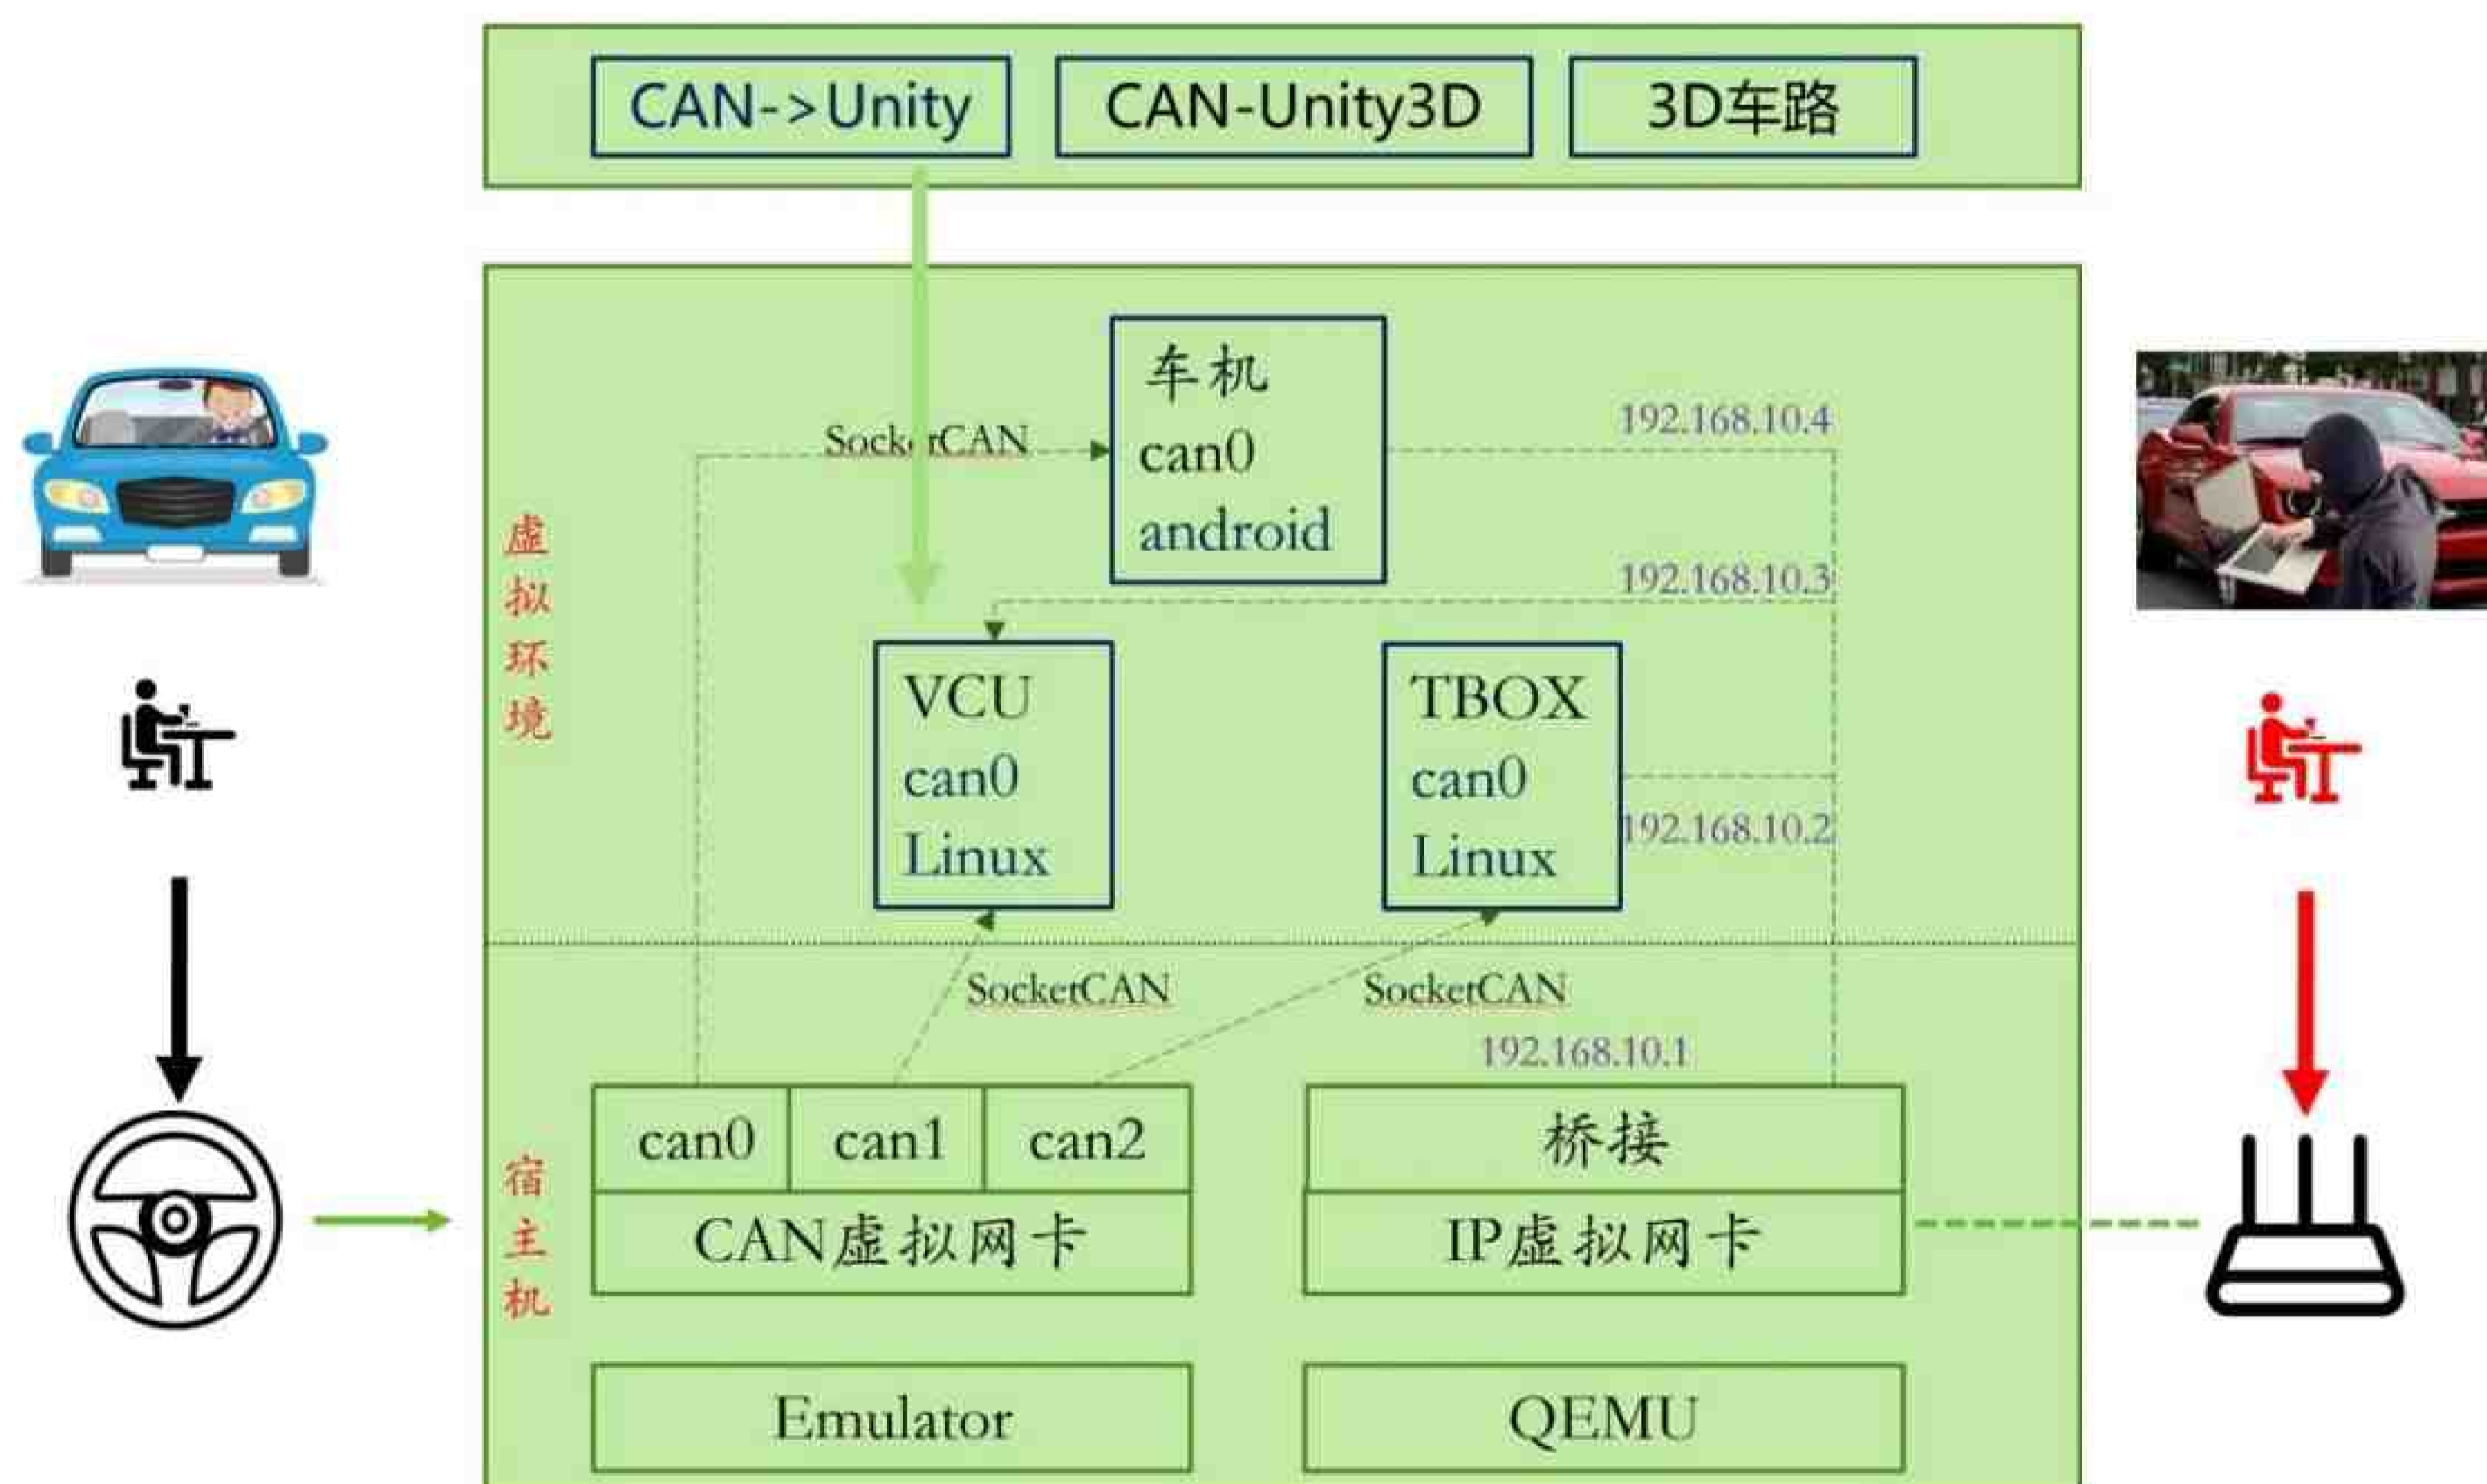 CAN->Unity
CAN-Unity3D
3D车路
虚拟环境
车机
can0
android
SocketCAN
192.168.10.4
192.168.10.3
VCU
can0
Linux
TBOX
can0
Linux
192.168.10.2
SocketCAN
SocketCAN
192.168.10.1
宿主机
can0
can1
can2
CAN虚拟网卡
桥接
IP虚拟网卡
Emulator
QEMU